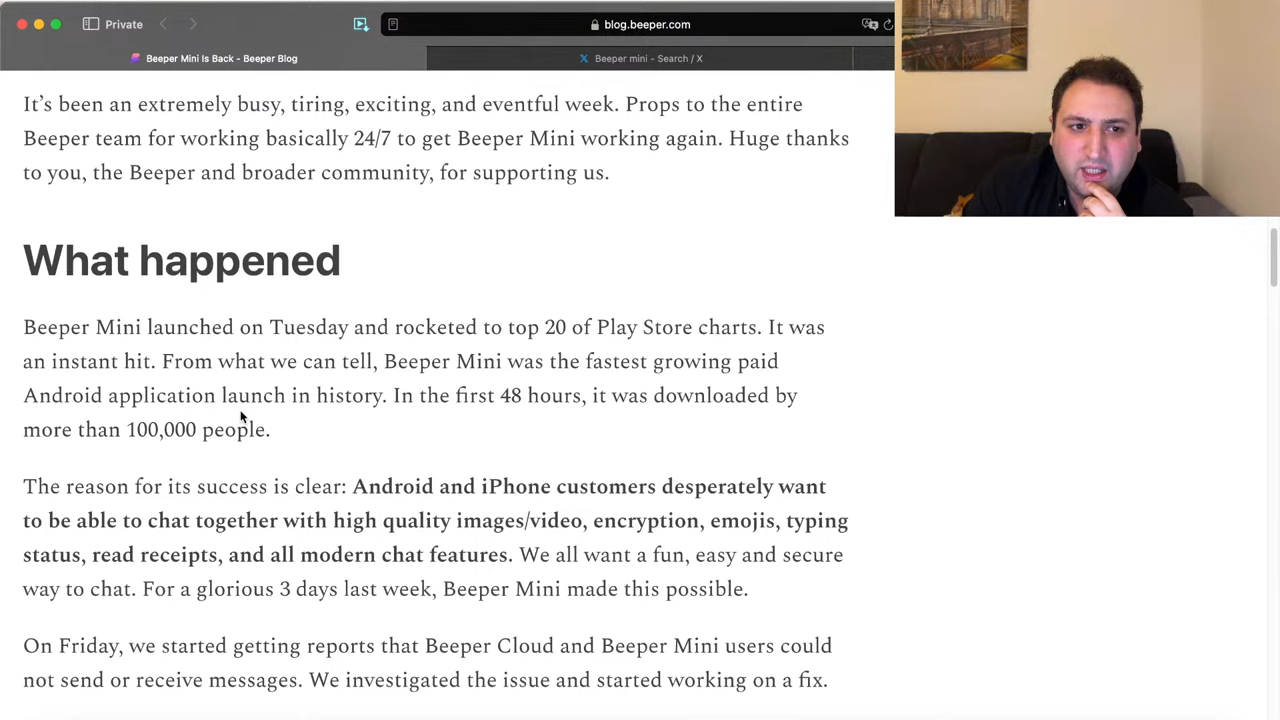 Private
blog.beeper.com
Beeper Mini Is Back - Beeper Blog
Beeper mini - Search / X
It’s been an extremely busy, tiring, exciting, and eventful week. Props to the entire
Beeper team for working basically 24/7 to get Beeper Mini working again. Huge thanks
to you, the Beeper and broader community, for supporting us.
What happened
Beeper Mini launched on Tuesday and rocketed to top 20 of Play Store charts. It was
an instant hit. From what we can tell, Beeper Mini was the fastest growing paid
Android application launch in history. In the first 48 hours, it was downloaded by
more than 100,000 people.
The reason for its success is clear: Android and iPhone customers desperately want
to be able to chat together with high quality images/video, encryption, emojis, typing
status, read receipts, and all modern chat features. We all want a fun, easy and secure
way to chat. For a glorious 3 days last week, Beeper Mini made this possible.
On Friday, we started getting reports that Beeper Cloud and Beeper Mini users could
not send or receive messages. We investigated the issue and started working on a fix.